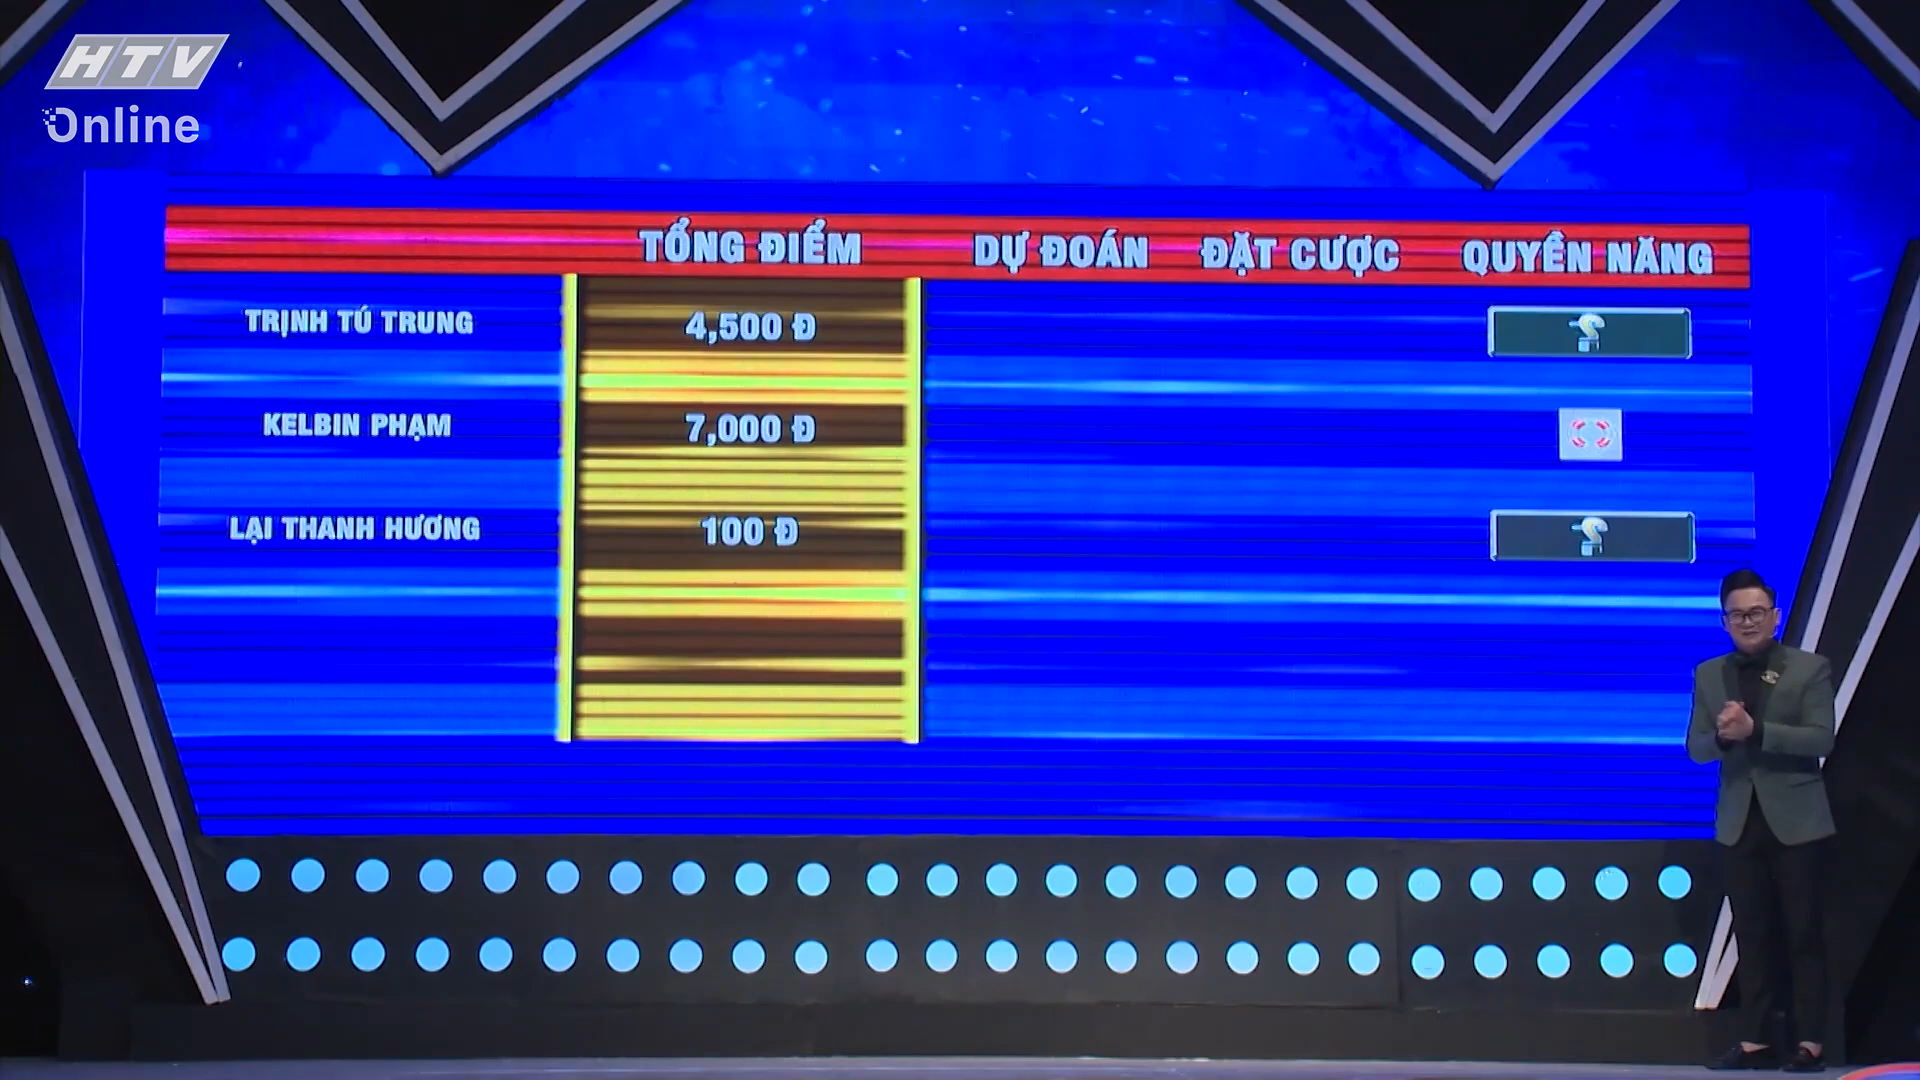 HTV
Online
TỔNG ĐIỂM DỰ ĐOÁN ĐẶT CƯỢC QUYỀN NĂNG
TRỊNH TÚ TRUNG 4,500 Đ
KELBIN PHẠM 7,000 Đ
LẠI THANH HƯƠNG 100 Đ